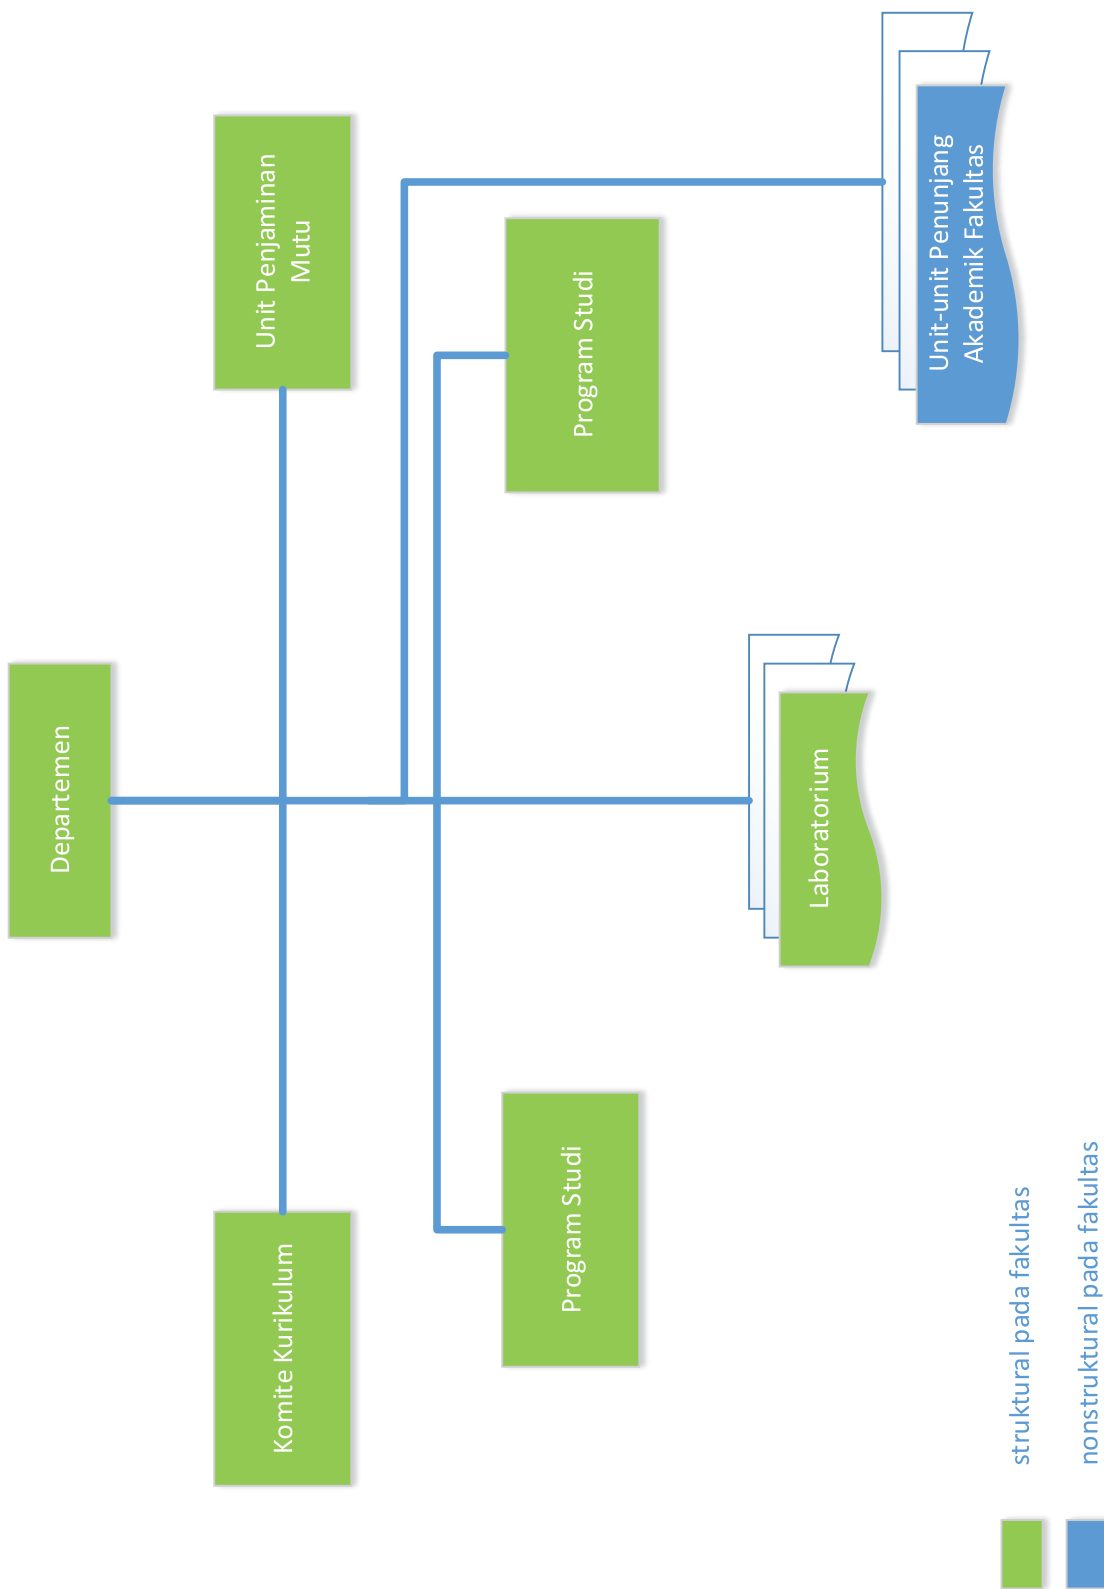 Departemen
Komite Kurikulum
Unit Penjaminan
Mutu
Program Studi
Program Studi
Laboratorium
Unit-unit Penunjang
Akademik Fakultas
struktural pada fakultas
nonstruktural pada fakultas